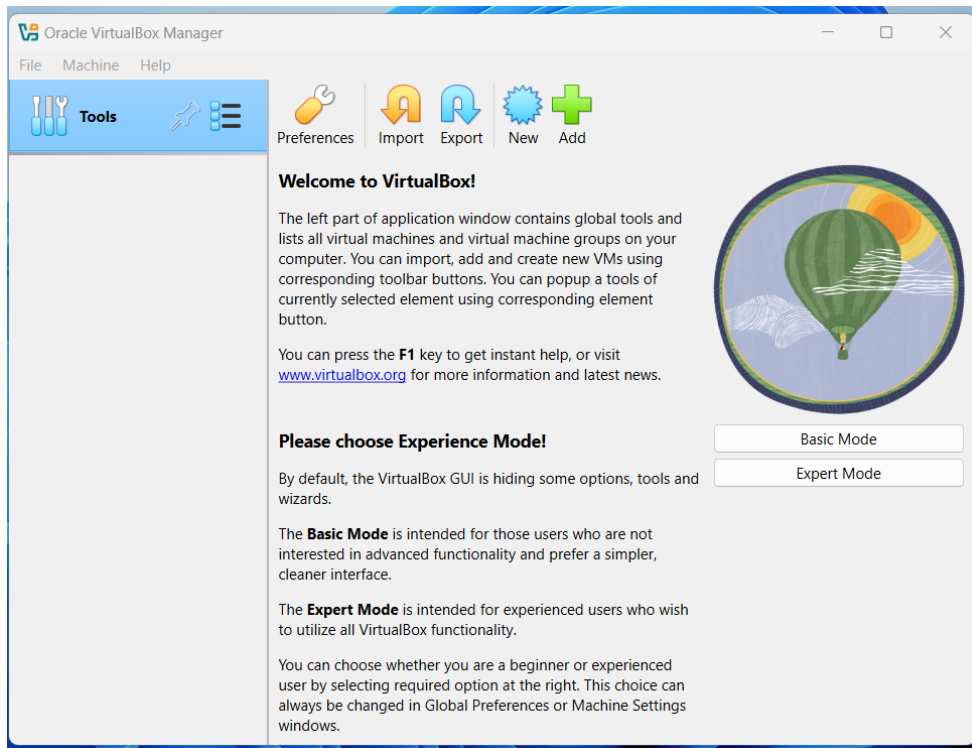 Oracle VirtualBox Manager
File Machine Help
Tools
Preferences Import Export New Add
Welcome to VirtualBox!
The left part of application window contains global tools and
lists all virtual machines and virtual machine groups on your
computer. You can import, add and create new VMs using
corresponding toolbar buttons. You can popup a tools of
currently selected element using corresponding element
button.
You can press the F1 key to get instant help, or visit
www.virtualbox.org for more information and latest news.
Please choose Experience Mode!
By default, the VirtualBox GUI is hiding some options, tools and
wizards.
The Basic Mode is intended for those users who are not
interested in advanced functionality and prefer a simpler,
cleaner interface.
The Expert Mode is intended for experienced users who wish
to utilize all VirtualBox functionality.
You can choose whether you are a beginner or experienced
user by selecting required option at the right. This choice can
always be changed in Global Preferences or Machine Settings
windows.
Basic Mode
Expert Mode